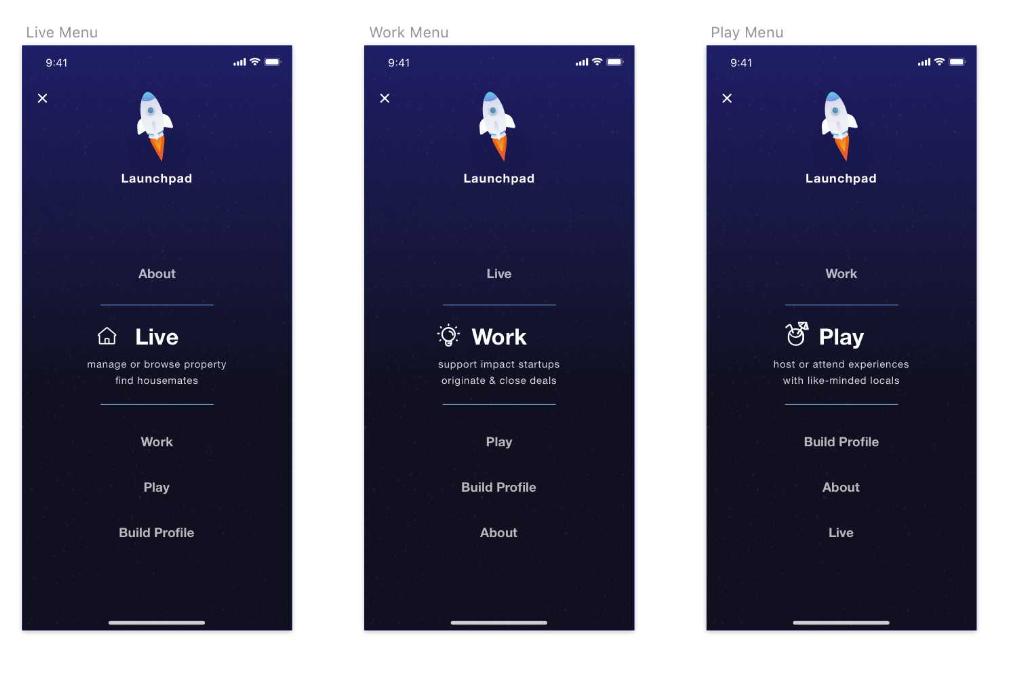 Live Menu
9:41
Launchpad
About
Live
manage or browse property
find housemates
Work
Play
Build Profile
Work Menu
9:41
Launchpad
Live
Work
support impact startups
originate & close deals
Play
Build Profile
About
Play Menu
9:41
Launchpad
Work
Play
host or attend experiences
with like-minded locals
Build Profile
About
Live